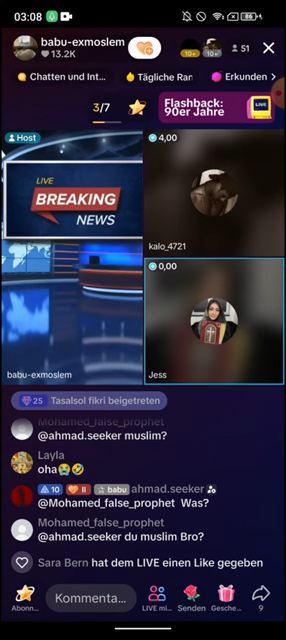 03:08
86
babu-exmoslem
13.2K
10+
10+
51
Chatten und Int...
Tägliche Ran
Erkunden
3/7
Flashback:
90er Jahre
LIVE
Host
4,00
LIVE
BREAKING
NEWS
kalo_4721
0,00
babu-exmoslem
Jess
25 Tasalsol fikri beigetreten
Mohamed_false_prophet
@ahmad.seeker muslim?
Layla
oha😭🤣
10 II babu ahmad.seeker
@Mohamed_false_prophet Was?
Mohamed_false_prophet
@ahmad.seeker du muslim Bro?
Sara Bern hat dem LIVE einen Like gegeben
Kommenta...
Abonn...
LIVE mi...
Senden
Gesche...
9